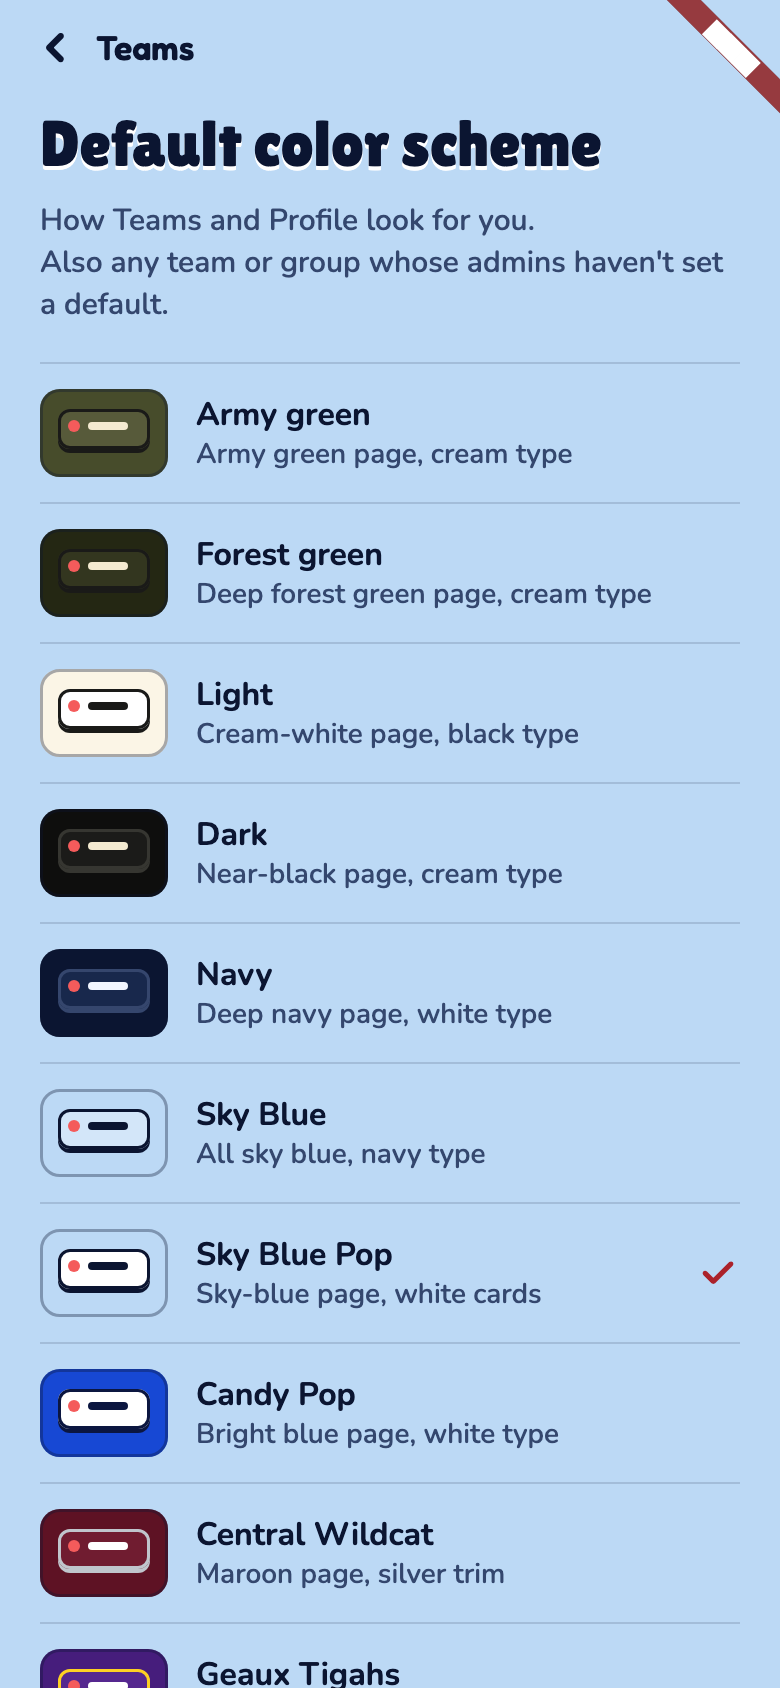 Teams
Default color scheme
How Teams and Profile look for you.
Also any team or group whose admins haven't set
a default.
Army green
Army green page, cream type
Forest green
Deep forest green page, cream type
Light
Cream-white page, black type
Dark
Near-black page, cream type
Navy
Deep navy page, white type
Sky Blue
All sky blue, navy type
Sky Blue Pop
Sky-blue page, white cards
Candy Pop
Bright blue page, white type
Central Wildcat
Maroon page, silver trim
Geaux Tigahs